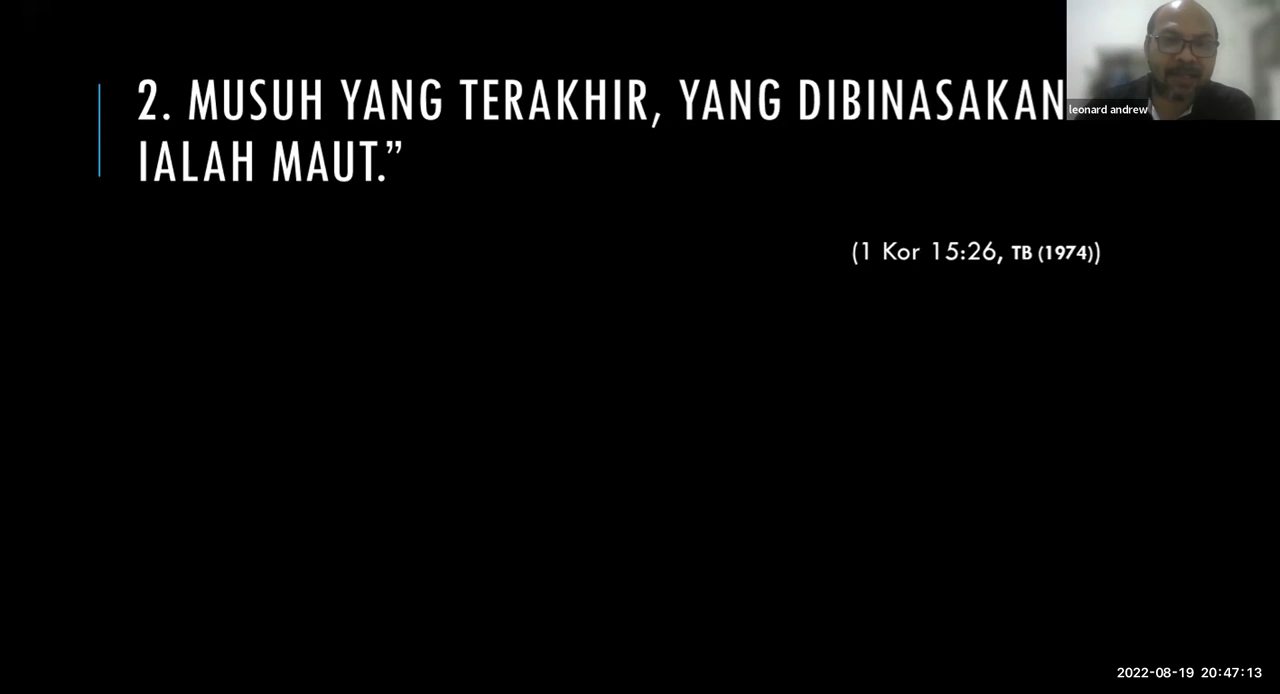 2. MUSUH YANG TERAKHIR, YANG DIBINASAKAN
IALAH MAUT.”
leonard andrew
(1 Kor 15:26, TB (1974))
2022-08-19 20:47:13